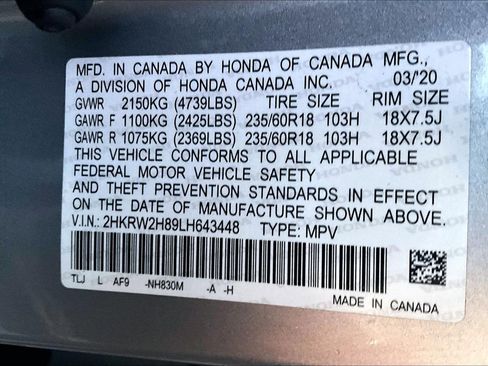 MFD. IN CANADA BY HONDA OF CANADA MFG.,
A DIVISION OF HONDA CANADA INC. 03/'20
GVWR 2150KG (4739LBS) TIRE SIZE RIM SIZE
GAWR F 1100KG (2425LBS) 235/60R18 103H 18X7.5J
GAWR R 1075KG (2369LBS) 235/60R18 103H 18X7.5J
THIS VEHICLE CONFORMS TO ALL APPLICABLE
FEDERAL MOTOR VEHICLE SAFETY
AND THEFT PREVENTION STANDARDS IN EFFECT
ON THE DATE OF MANUFACTURE SHOWN ABOVE.
V.I.N.: 2HKRW2H89LH643448 TYPE: MPV
TLJ L AF9 -NH830M -A -H
MADE IN CANADA